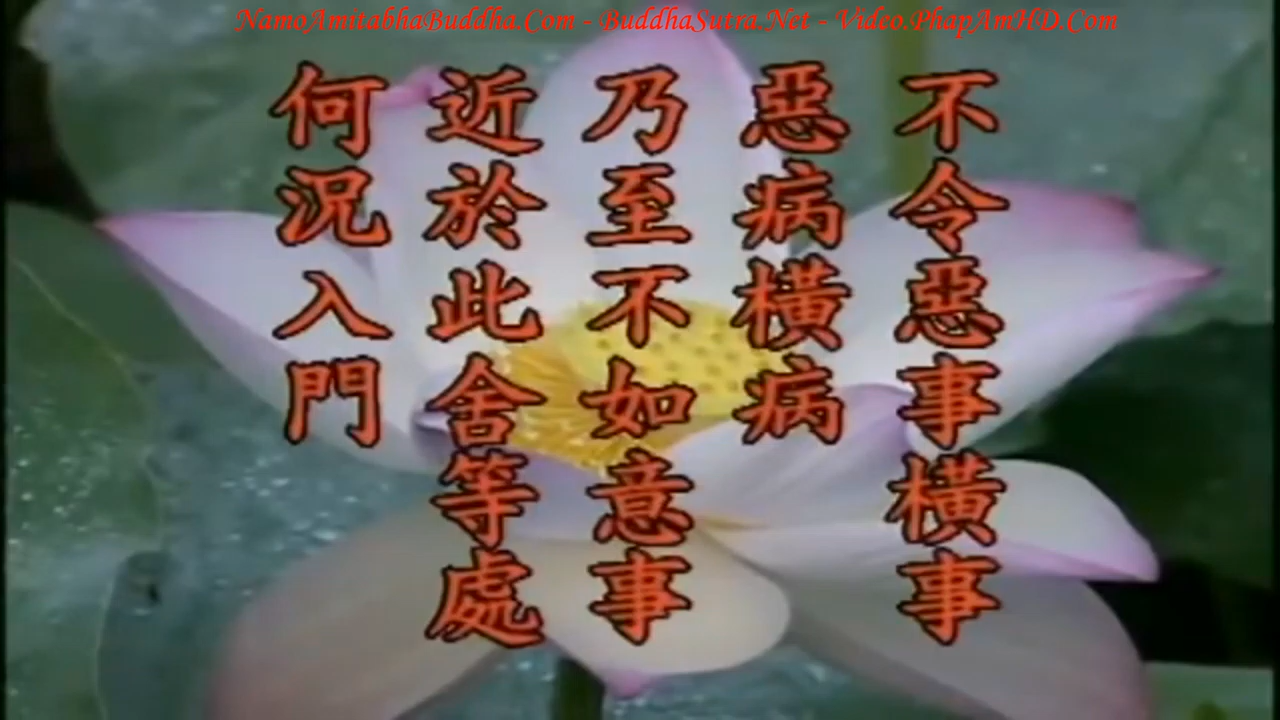 NamoAmitabhaBuddha.Com - BuddhaSutra.Net - Video.PhapAmHD.Com
不令惡事橫事
惡病橫病
乃至不如意事
近於此舍等處
何況入門